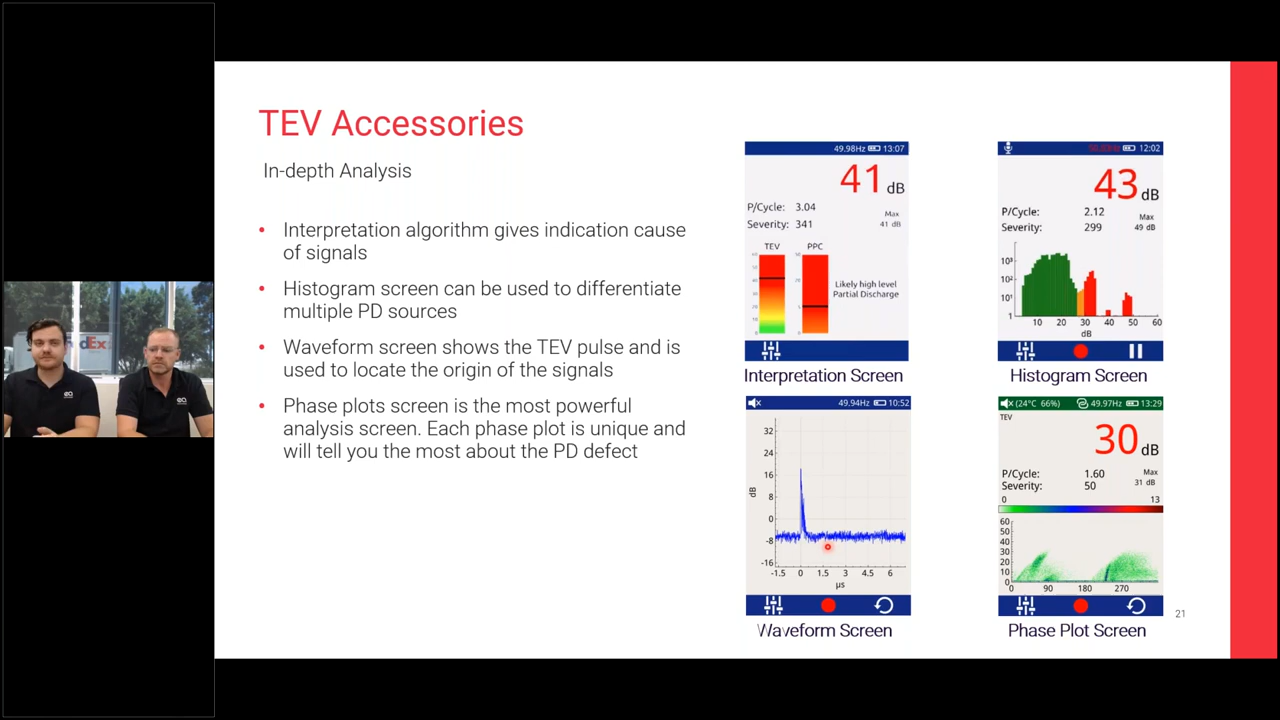 TEV Accessories
In-depth Analysis
• Interpretation algorithm gives indication cause
of signals
• Histogram screen can be used to differentiate
multiple PD sources
• Waveform screen shows the TEV pulse and is
used to locate the origin of the signals
• Phase plots screen is the most powerful
analysis screen. Each phase plot is unique and
will tell you the most about the PD defect
49.98Hz 13:07
41 dB
P/Cycle: 3.04
Severity: 341
Max
41 dB
TEV PPC
Likely high level
Partial Discharge
Interpretation Screen
12:02
43 dB
P/Cycle: 2.12
Severity: 299
Max
49 dB
10³
10²
10¹
1
10 20 30 40 50 60
dB
Histogram Screen
49.94Hz 10:52
32
24
16
8
0
-8
-16
dB
-1.5 0 1.5 3 4.5 6
µs
Waveform Screen
(24°C 66%) 49.97Hz 13:29
TEV
30 dB
P/Cycle: 1.60
Severity: 50
Max
31 dB
0 13
60
50
40
30
20
10
0
0 90 180 270
Phase Plot Screen
21